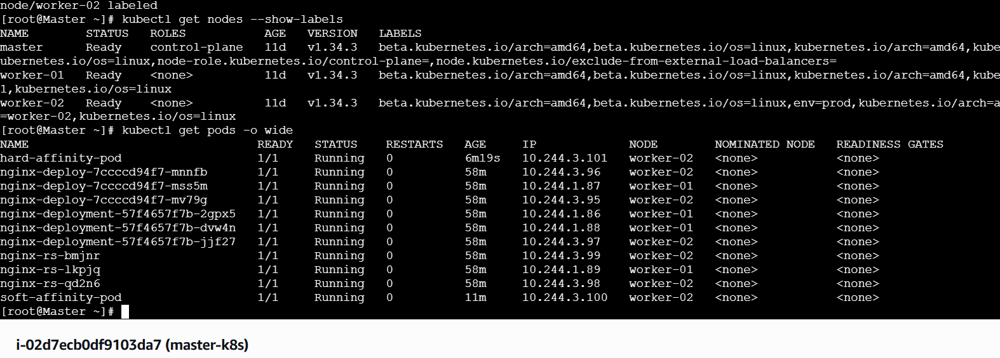 node/worker-02 labeled
[root@Master ~]# kubectl get nodes --show-labels
NAME        STATUS   ROLES           AGE   VERSION   LABELS
master      Ready    control-plane   11d   v1.34.3   beta.kubernetes.io/arch=amd64,beta.kubernetes.io/os=linux,kubernetes.io/arch=amd64,kube
ubernetes.io/os=linux,node-role.kubernetes.io/control-plane=,node.kubernetes.io/exclude-from-external-load-balancers=
worker-01   Ready    <none>          11d   v1.34.3   beta.kubernetes.io/arch=amd64,beta.kubernetes.io/os=linux,kubernetes.io/arch=amd64,kube
1,kubernetes.io/os=linux
worker-02   Ready    <none>          11d   v1.34.3   beta.kubernetes.io/arch=amd64,beta.kubernetes.io/os=linux,env=prod,kubernetes.io/arch=a
=worker-02,kubernetes.io/os=linux
[root@Master ~]# kubectl get pods -o wide
NAME                                READY   STATUS    RESTARTS   AGE     IP             NODE        NOMINATED NODE   READINESS GATES
hard-affinity-pod                   1/1     Running   0          6m19s   10.244.3.101   worker-02   <none>           <none>
nginx-deploy-7ccccd94f7-mnnfb       1/1     Running   0          58m     10.244.3.96    worker-02   <none>           <none>
nginx-deploy-7ccccd94f7-mss5m       1/1     Running   0          58m     10.244.1.87    worker-01   <none>           <none>
nginx-deploy-7ccccd94f7-mv79g       1/1     Running   0          58m     10.244.3.95    worker-02   <none>           <none>
nginx-deployment-57f4657f7b-2gpx5   1/1     Running   0          58m     10.244.1.86    worker-01   <none>           <none>
nginx-deployment-57f4657f7b-dvw4n   1/1     Running   0          58m     10.244.1.88    worker-01   <none>           <none>
nginx-deployment-57f4657f7b-jjf27   1/1     Running   0          58m     10.244.3.97    worker-02   <none>           <none>
nginx-rs-bmjnr                      1/1     Running   0          58m     10.244.3.99    worker-02   <none>           <none>
nginx-rs-lkpjq                      1/1     Running   0          58m     10.244.1.89    worker-01   <none>           <none>
nginx-rs-qd2n6                      1/1     Running   0          58m     10.244.3.98    worker-02   <none>           <none>
soft-affinity-pod                   1/1     Running   0          11m     10.244.3.100   worker-02   <none>           <none>
[root@Master ~]#
i-02d7ecb0df9103da7 (master-k8s)